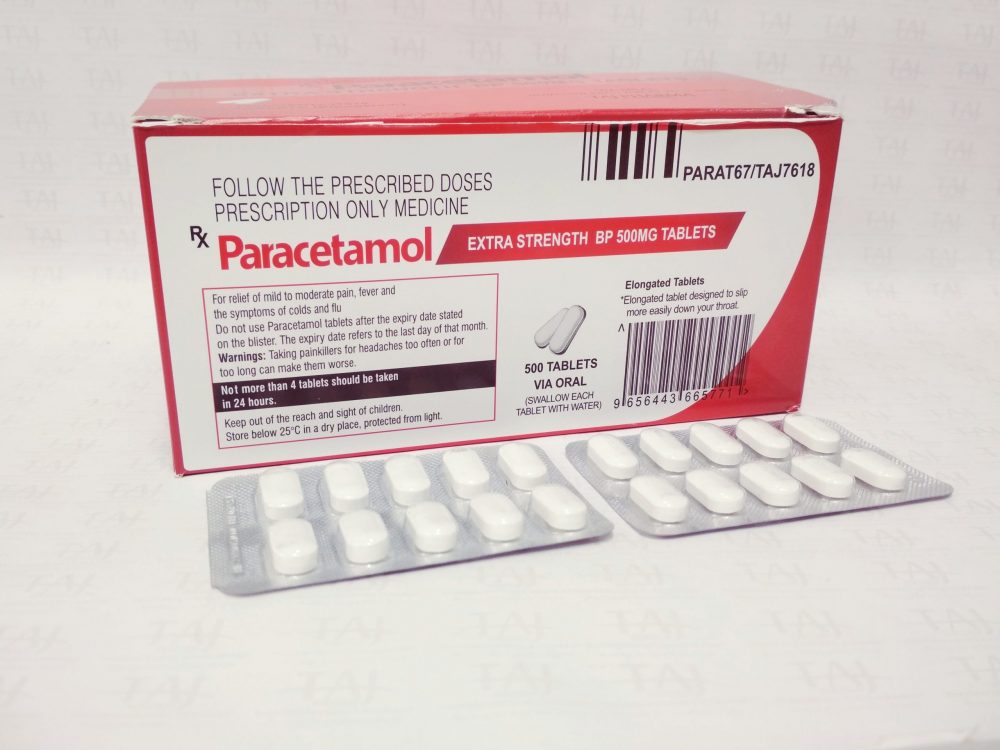 Paracetamol
PARAT67/TAJ7618
FOLLOW THE PRESCRIBED DOSES
PRESCRIPTION ONLY MEDICINE
Rx Paracetamol EXTRA STRENGTH BP 500MG TABLETS
For relief of mild to moderate pain, fever and
the symptoms of colds and flu
Do not use Paracetamol tablets after the expiry date stated
on the blister. The expiry date refers to the last day of that month.
Warnings: Taking painkillers for headaches too often or for
too long can make them worse.
Not more than 4 tablets should be taken
in 24 hours.
Keep out of the reach and sight of children.
Store below 25°C in a dry place, protected from light.
500 TABLETS
VIA ORAL
(SWALLOW EACH
TABLET WITH WATER)
Elongated Tablets
*Elongated tablet designed to slip
more easily down your throat.
9 656443 665771 >
TAJ